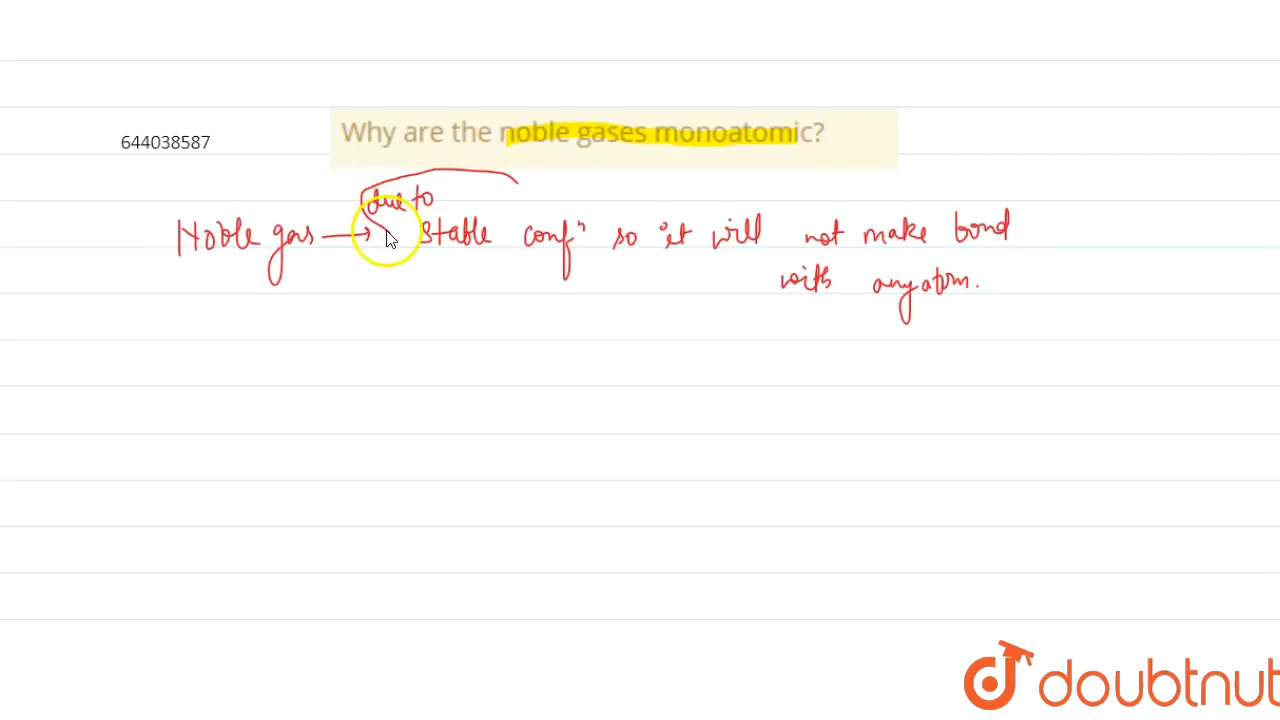 644038587
Why are the noble gases monoatomic?
due to
Noble gas → stable confⁿ so it will not make bond
with any atom.
doubtnut